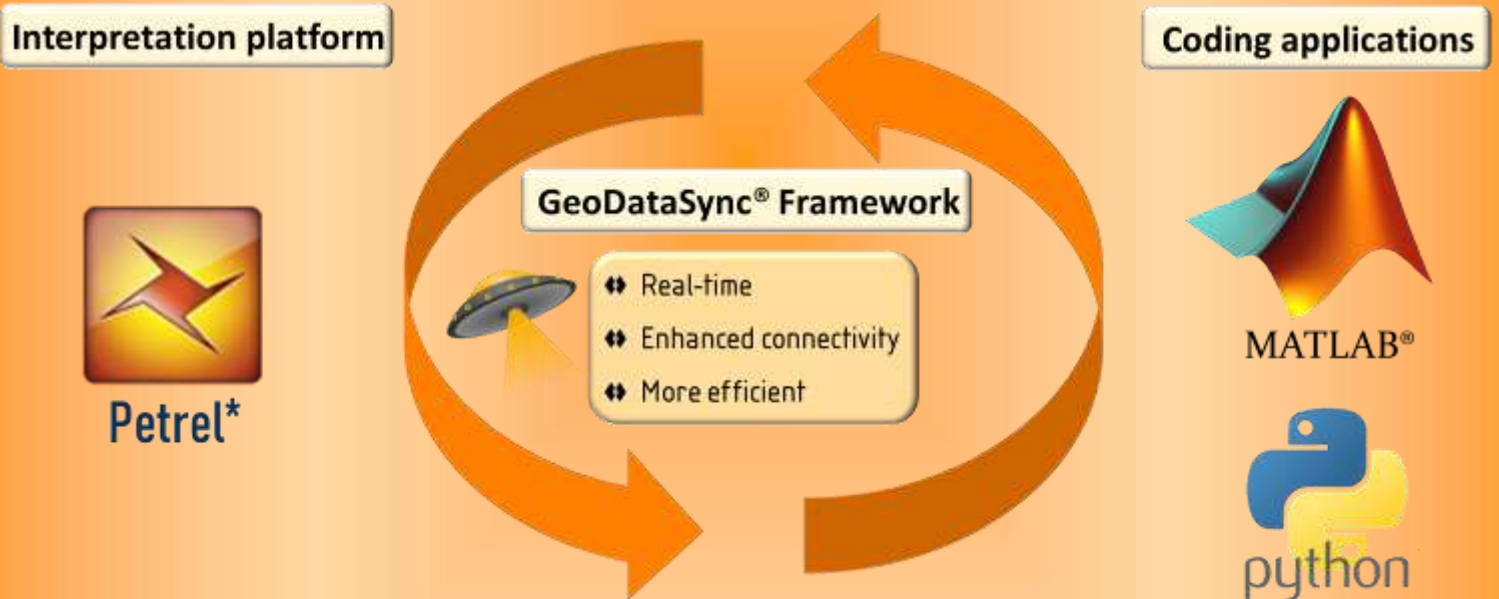 Interpretation platform
Coding applications
GeoDataSync® Framework
Real-time
Enhanced connectivity
More efficient
Petrel*
MATLAB®
python